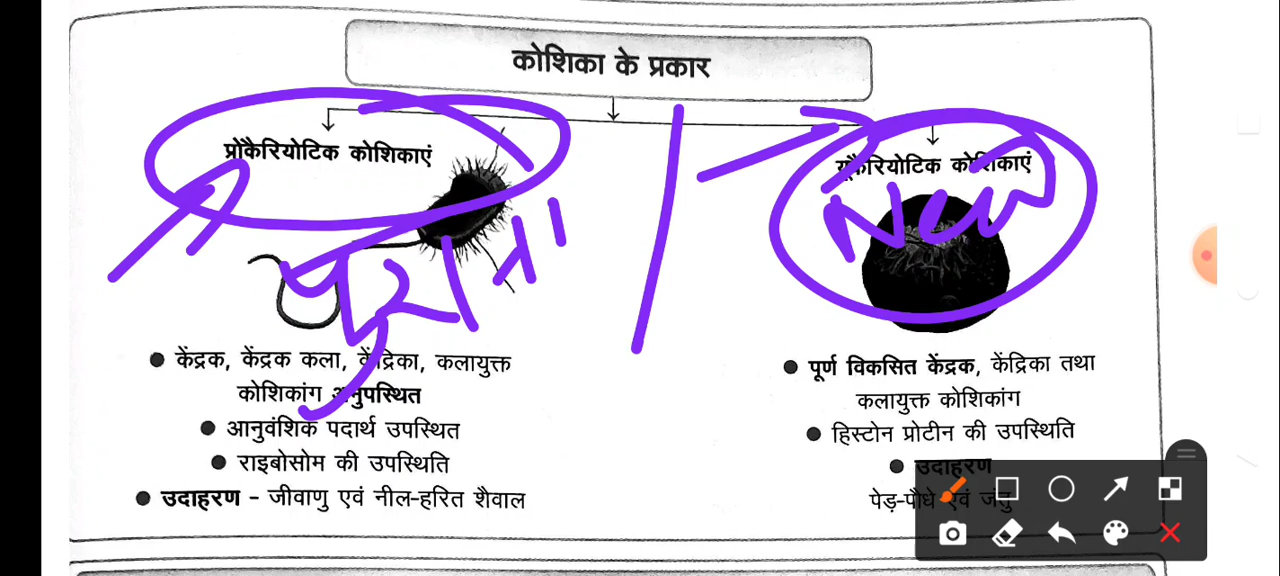 कोशिका के प्रकार
प्रोकैरियोटिक कोशिकाएं
पुराना
केंद्रक, केंद्रक कला, केंद्रिका, कलायुक्त
कोशिकांग अनुपस्थित
आनुवंशिक पदार्थ उपस्थित
राइबोसोम की उपस्थिति
उदाहरण - जीवाणु एवं नील-हरित शैवाल
यूकैरियोटिक कोशिकाएं
New
पूर्ण विकसित केंद्रक, केंद्रिका तथा
कलायुक्त कोशिकांग
हिस्टोन प्रोटीन की उपस्थिति
उदाहरण
पेड़-पौधे एवं जंतु